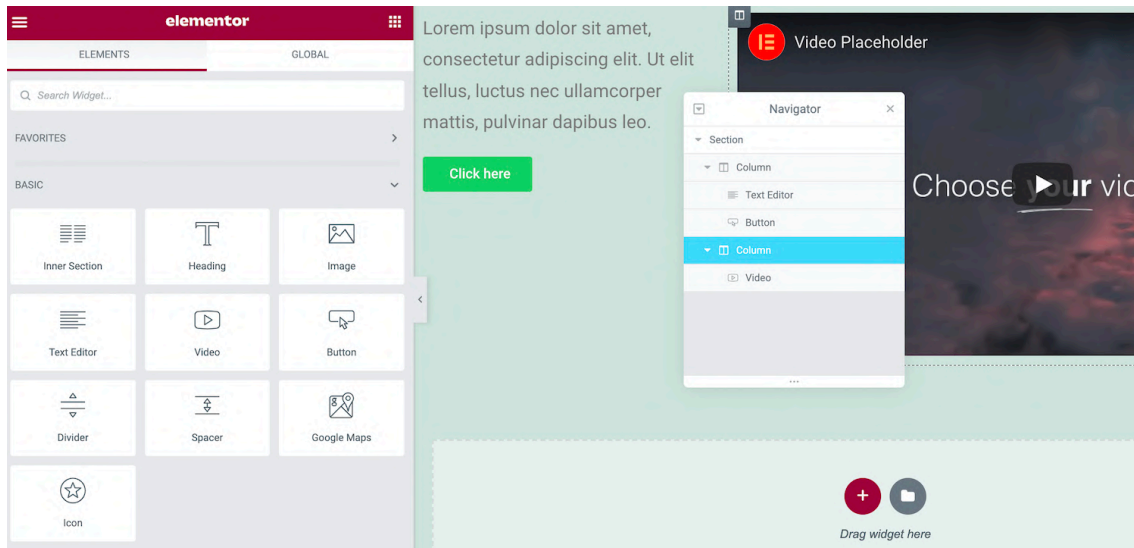 elementor
ELEMENTS
GLOBAL
Search Widget...
FAVORITES
BASIC
Inner Section
Heading
Image
Text Editor
Video
Button
Divider
Spacer
Google Maps
Icon
Lorem ipsum dolor sit amet,
consectetur adipiscing elit. Ut elit
tellus, luctus nec ullamcorper
mattis, pulvinar dapibus leo.
Click here
Video Placeholder
Choose your vid
Navigator
Section
Column
Text Editor
Button
Column
Video
Drag widget here